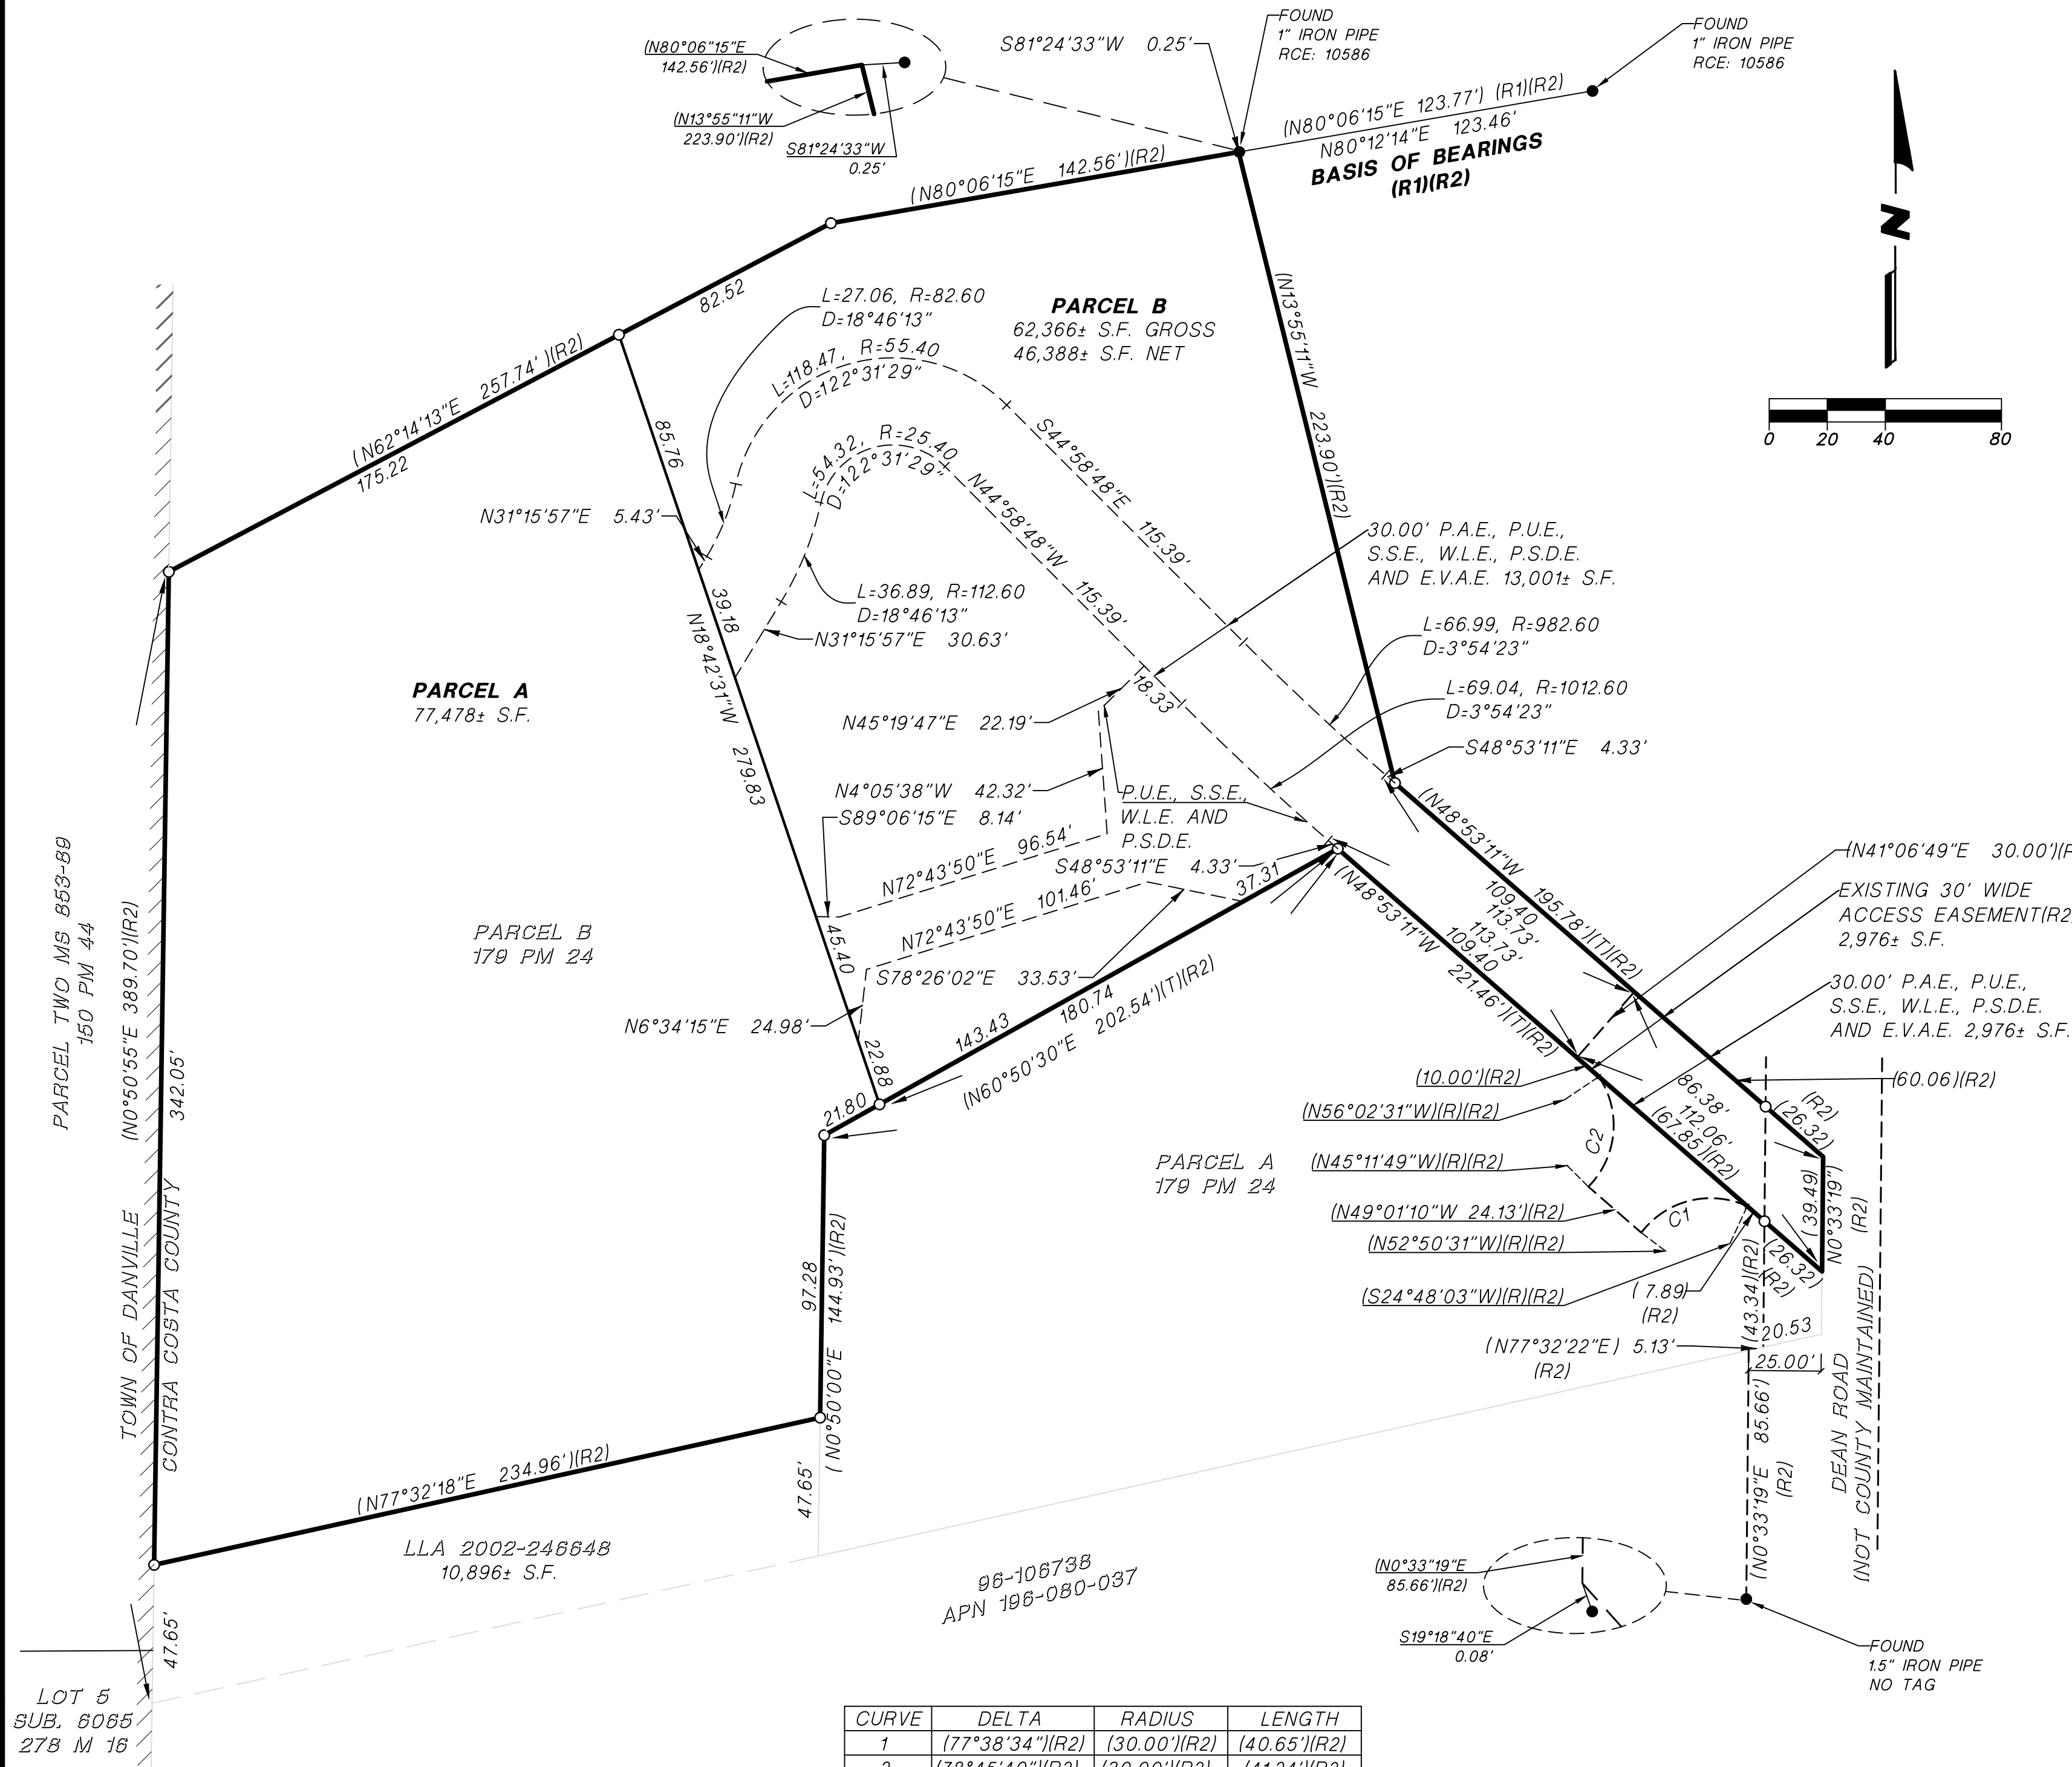 (N80°06"15"E
142.56')(R2)
(N13°55"11"W
223.90')(R2)
S81°24'33"W
0.25'
S81°24'33"W 0.25'
FOUND
1" IRON PIPE
RCE: 10586
FOUND
1" IRON PIPE
RCE: 10586
(N80°06'15"E 123.77') (R1)(R2)
N80°12'14"E 123.46'
BASIS OF BEARINGS
(R1)(R2)
N
0 20 40 80
(N80°06'15"E 142.56')(R2)
82.52
(N62°14'13"E 257.74' )(R2)
175.22
L=27.06, R=82.60
D=18°46'13"
PARCEL B
62,366± S.F. GROSS
46,388± S.F. NET
L=118.47, R=55.40
D=122°31'29"
L=54.32, R=25.40
D=122°31'29"
85.76
N31°15'57"E 5.43'
39.18
N18°42'31"W 279.83
L=36.89, R=112.60
D=18°46'13"
N31°15'57"E 30.63'
S44°58'48"E 115.39'
N44°58'48"W 115.39'
(N13°55'11"W 223.90')(R2)
30.00' P.A.E., P.U.E.,
S.S.E., W.L.E., P.S.D.E.
AND E.V.A.E. 13,001± S.F.
L=66.99, R=982.60
D=3°54'23"
L=69.04, R=1012.60
D=3°54'23"
S48°53'11"E 4.33'
PARCEL A
77,478± S.F.
18.33
N45°19'47"E 22.19'
N4°05'38"W 42.32'
S89°06'15"E 8.14'
P.U.E., S.S.E.,
W.L.E. AND
P.S.D.E.
N72°43'50"E 96.54'
S48°53'11"E 4.33'
37.31
N72°43'50"E 101.46'
45.40
S78°26'02"E 33.53'
N6°34'15"E 24.98'
22.88
143.43
180.74
(N60°50'30"E 202.54')(T)(R2)
21.80
PARCEL B
179 PM 24
PARCEL TWO MS 853-89
150 PM 44
(N0°50'55"E 389.70')(R2)
342.05'
TOWN OF DANVILLE
CONTRA COSTA COUNTY
(N48°53'11"W 195.78')(T)(R2)
109.40
113.73'
113.73'
109.40
(N48°53'11"W 221.46')(T)(R2)
(N41°06'49"E 30.00')(R
EXISTING 30' WIDE
ACCESS EASEMENT(R2
2,976± S.F.
30.00' P.A.E., P.U.E.,
S.S.E., W.L.E., P.S.D.E.
AND E.V.A.E. 2,976± S.F.
(60.06)(R2)
(10.00')(R2)
(N56°02'31"W)(R)(R2)
C2
86.38'
112.06'
(67.85)(R2)
(R2)
(26.32)
PARCEL A
179 PM 24
(N45°11'49"W)(R)(R2)
(N49°01'10"W 24.13')(R2)
C1
(N52°50'31"W)(R)(R2)
(S24°48'03"W)(R)(R2)
( 7.89)
(R2)
(39.49)
N0°33'19")
(R2)
(26.32)
(R2)
(43.34)(R2)
20.53
(N77°32'22"E) 5.13'
(R2)
25.00'
97.28
(N0°50'00"E 144.93')(R2)
47.65'
(N77°32'18"E 234.96')(R2)
LLA 2002-246648
10,896± S.F.
47.65'
LOT 5
SUB. 6065
278 M 16
96-106738
APN 196-080-037
(N0°33'19"E 85.66')
(R2)
DEAN ROAD
(NOT COUNTY MAINTAINED)
(N0°33"19"E
85.66')(R2)
S19°18"40"E
0.08'
FOUND
1.5" IRON PIPE
NO TAG
CURVE DELTA RADIUS LENGTH
1 (77°38'34")(R2) (30.00')(R2) (40.65')(R2)